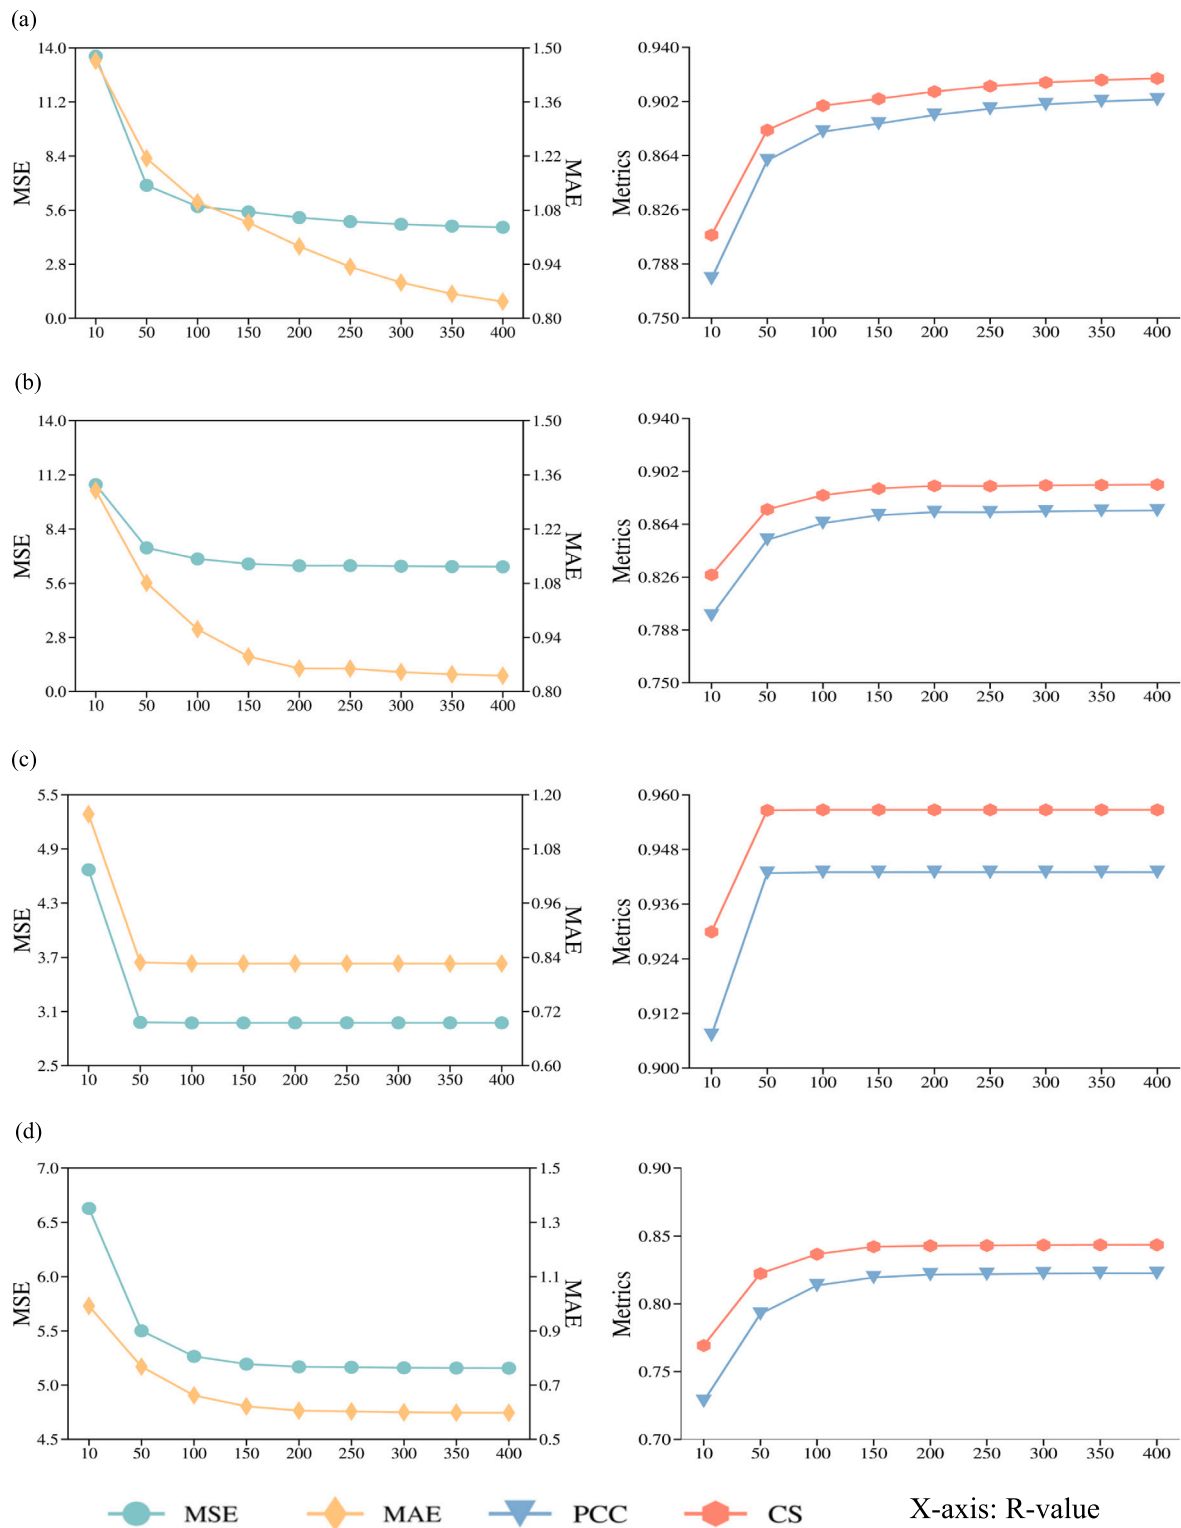 (a)
14.0
11.2
8.4
5.6
2.8
0.0
MSE
1.50
1.36
1.22
1.08
0.94
0.80
MAE
10 50 100 150 200 250 300 350 400
0.940
0.902
0.864
0.826
0.788
0.750
Metrics
10 50 100 150 200 250 300 350 400
(b)
14.0
11.2
8.4
5.6
2.8
0.0
MSE
1.50
1.36
1.22
1.08
0.94
0.80
MAE
10 50 100 150 200 250 300 350 400
0.940
0.902
0.864
0.826
0.788
0.750
Metrics
10 50 100 150 200 250 300 350 400
(c)
5.5
4.9
4.3
3.7
3.1
2.5
MSE
1.20
1.08
0.96
0.84
0.72
0.60
MAE
10 50 100 150 200 250 300 350 400
0.960
0.948
0.936
0.924
0.912
0.900
Metrics
10 50 100 150 200 250 300 350 400
(d)
7.0
6.5
6.0
5.5
5.0
4.5
MSE
1.5
1.3
1.1
0.9
0.7
0.5
MAE
10 50 100 150 200 250 300 350 400
0.90
0.85
0.80
0.75
0.70
Metrics
10 50 100 150 200 250 300 350 400
MSE MAE PCC CS X-axis: R-value